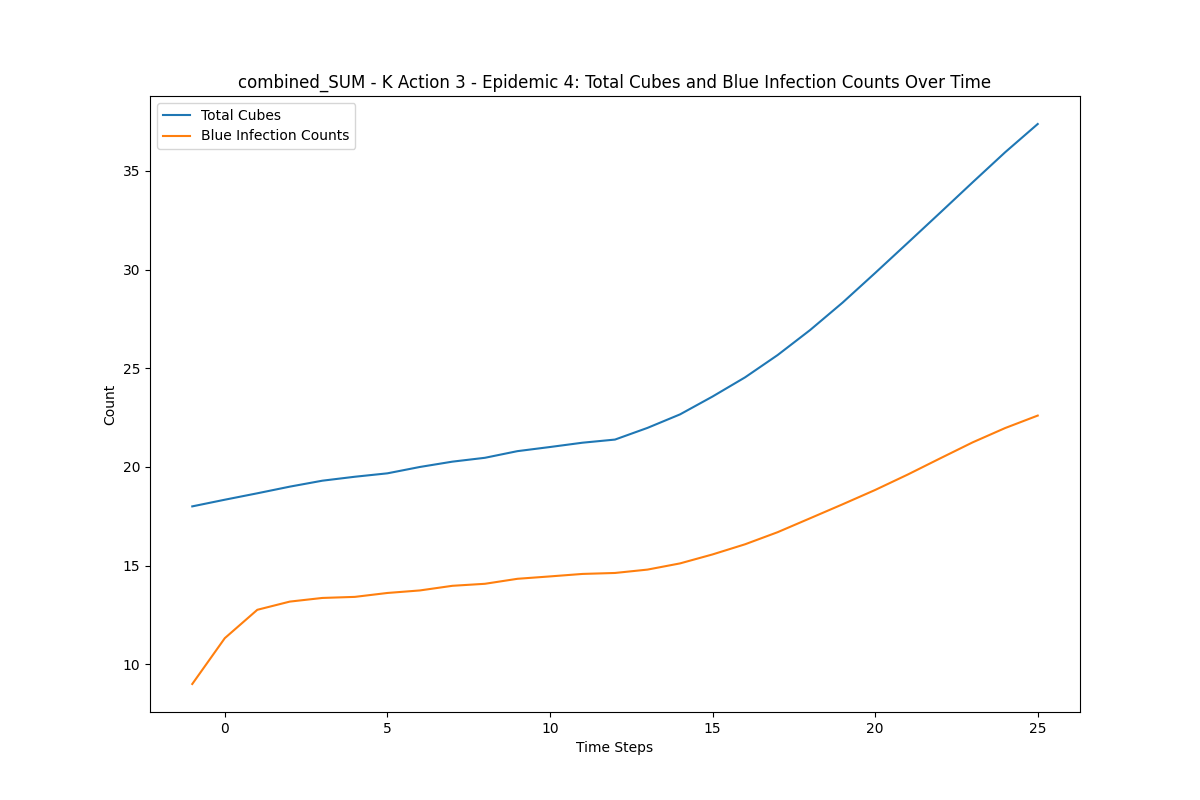 combined_SUM - K Action 3 - Epidemic 4: Total Cubes and Blue Infection Counts Over Time
Total Cubes
Blue Infection Counts
35
30
25
20
15
10
Count
0 5 10 15 20 25
Time Steps